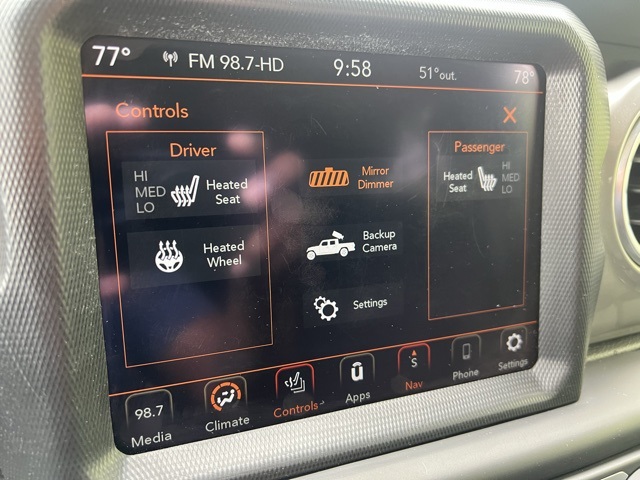 77° FM 98.7-HD 9:58 51°out. 78°
Controls X
Driver
HI
MED
LO
Heated
Seat
Heated
Wheel
Mirror
Dimmer
Backup
Camera
Settings
Passenger
Heated
Seat
HI
MED
LO
98.7
Media
Climate
Controls
Apps
S
Nav
Phone
Settings